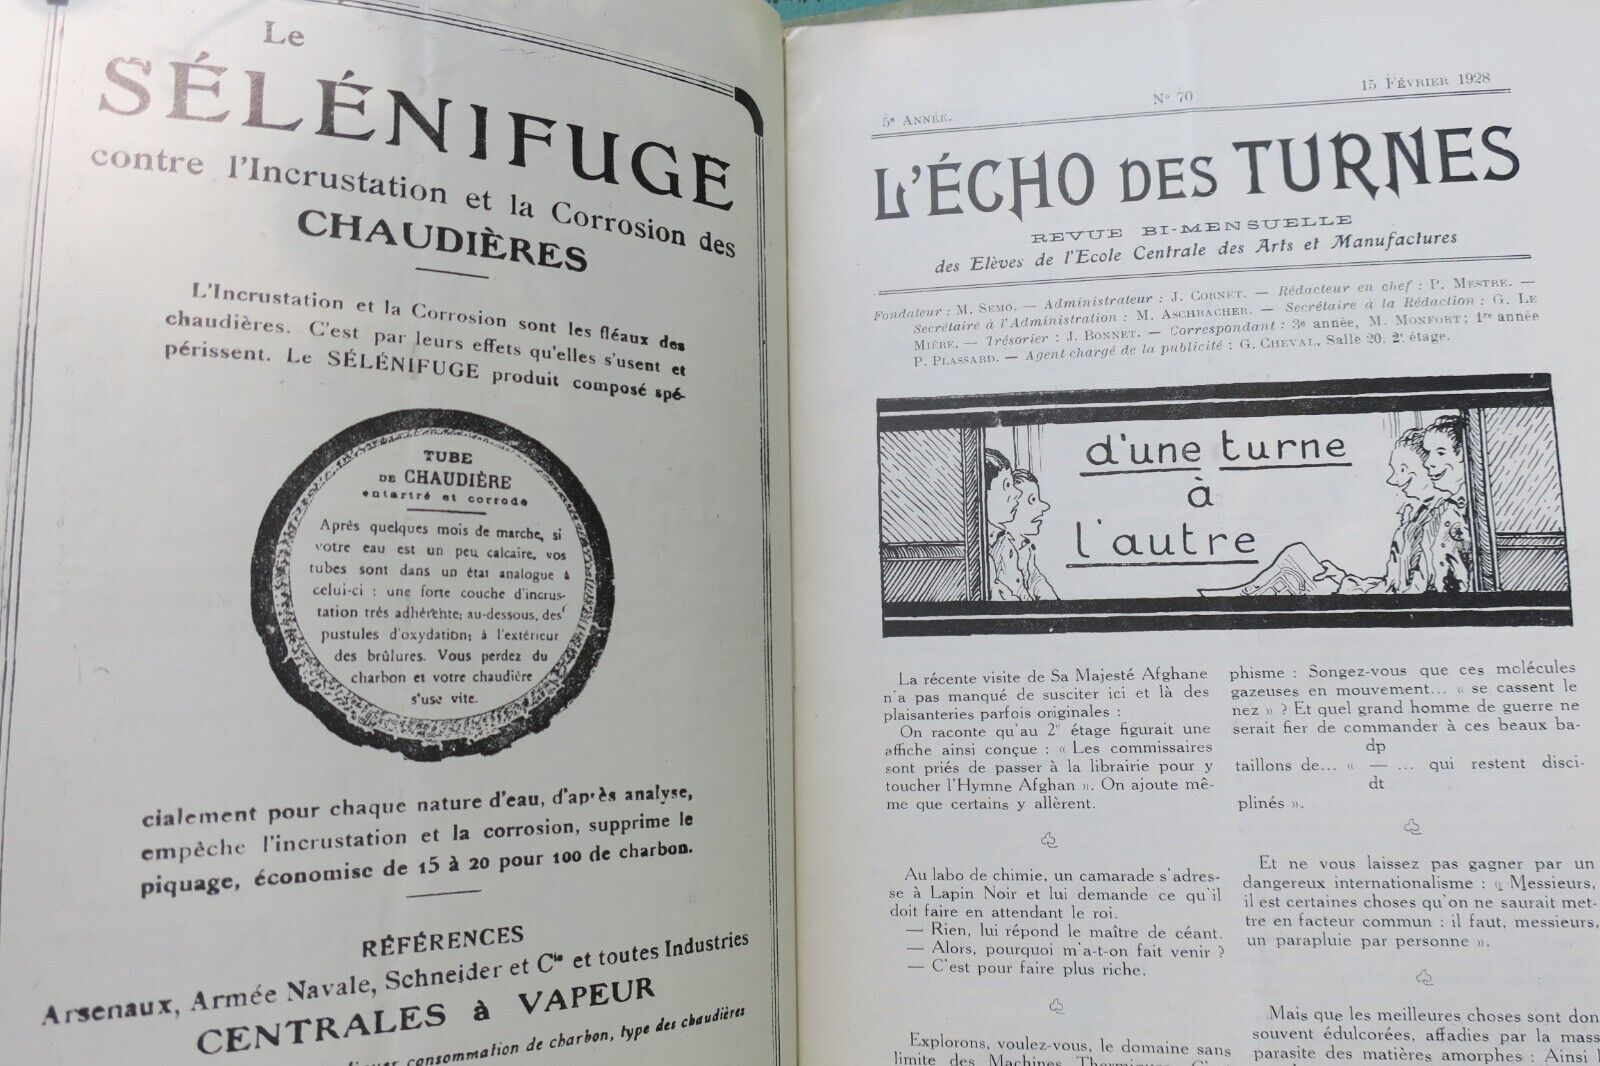 Le
SÉLÉNIFUGE
contre l'Incrustation et la Corrosion des
CHAUDIÈRES
L'Incrustation et la Corrosion sont les fléaux des
chaudières. C'est par leurs effets qu'elles s'usent et
périssent. Le SÉLÉNIFUGE produit composé spé-
TUBE
DE CHAUDIÈRE
entartré et corrode
Après quelques mois de marche, si
votre eau est un peu calcaire, vos
tubes sont dans un état analogue à
celui-ci : une forte couche d'incrus-
tation très adhérente; au-dessous, des
pustules d'oxydation; à l'extérieur
des brûlures. Vous perdez du
charbon et votre chaudière
s'use vite.
cialement pour chaque nature d'eau, d'après analyse,
empêche l'incrustation et la corrosion, supprime le
piquage, économise de 15 à 20 pour 100 de charbon.
RÉFÉRENCES
Arsenaux, Armée Navale, Schneider et Cie et toutes Industries
CENTRALES à VAPEUR
consommation de charbon, type des chaudières
5e ANNÉE.
N° 70
15 FÉVRIER 1928
L'ÉCHO DES TURNES
REVUE BI-MENSUELLE
des Elèves de l'Ecole Centrale des Arts et Manufactures
Fondateur : M. SEMO. — Administrateur : J. CORNET. — Rédacteur en chef : P. MESTRE. —
Secrétaire à l'Administration : M. ASCHBACHER. — Secrétaire à la Rédaction : G. LE
MIÈRE. — Trésorier : J. BONNET. — Correspondant : 3e année, M. MONFORT; 1re année
P. PLASSARD. — Agent chargé de la publicité : G. CHEVAL, Salle 20. 2e étage.
d'une turne
à
l'autre
La récente visite de Sa Majesté Afghane
n'a pas manqué de susciter ici et là des
plaisanteries parfois originales :
On raconte qu'au 2e étage figurait une
affiche ainsi conçue : « Les commissaires
sont priés de passer à la librairie pour y
toucher l'Hymne Afghan ». On ajoute mê-
me que certains y allèrent.
Au labo de chimie, un camarade s'adres-
se à Lapin Noir et lui demande ce qu'il
doit faire en attendant le roi.
— Rien, lui répond le maître de céant.
— Alors, pourquoi m'a-t-on fait venir ?
— C'est pour faire plus riche.
Explorons, voulez-vous, le domaine sans
limite des Machines Thermiques. C'est
phisme : Songez-vous que ces molécules
gazeuses en mouvement... « se cassent le
nez » ? Et quel grand homme de guerre ne
serait fier de commander à ces beaux ba-
dp
taillons de... « — ... qui restent disci-
dt
plinés ».
Et ne vous laissez pas gagner par un
dangereux internationalisme : « Messieurs,
il est certaines choses qu'on ne saurait met-
tre en facteur commun : il faut, messieurs,
un parapluie par personne ».
Mais que les meilleures choses sont donc
souvent édulcorées, affadies par la mass
parasite des matières amorphes : Ainsi l